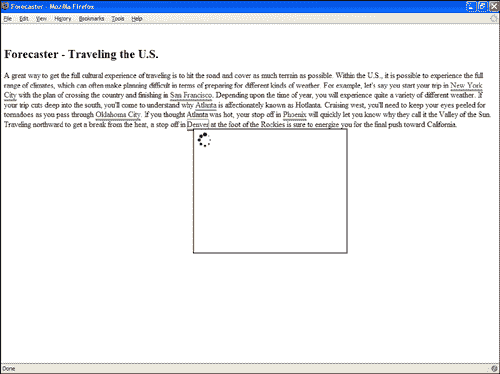 Forecaster - Mozilla Firefox
File Edit View History Bookmarks Tools Help
Forecaster - Traveling the U.S.
A great way to get the full cultural experience of traveling is to hit the road and cover as much terrain as possible. Within the U.S., it is possible to experience the full
range of climates, which can often make planning difficult in terms of preparing for different kinds of weather. For example, let's say you start your trip in New York
City with the plan of crossing the country and finishing in San Francisco. Depending upon the time of year, you will experience quite a variety of different weather. If
your trip cuts deep into the south, you'll come to understand why Atlanta is affectionately known as Hotlanta. Cruising west, you'll need to keep your eyes peeled for
tornadoes as you pass through Oklahoma City. If you thought Atlanta was hot, your stop off in Phoenix will quickly let you know why they call it the Valley of the Sun.
Traveling northward to get a break from the heat, a stop off in Denver at the foot of the Rockies is sure to energize you for the final push toward California.
Done